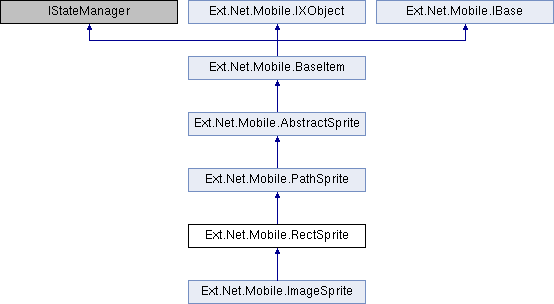 IStateManager
Ext.Net.Mobile.IXObject
Ext.Net.Mobile.IBase
Ext.Net.Mobile.BaseItem
Ext.Net.Mobile.AbstractSprite
Ext.Net.Mobile.PathSprite
Ext.Net.Mobile.RectSprite
Ext.Net.Mobile.ImageSprite